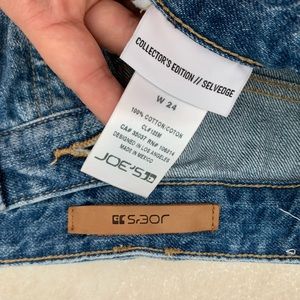 COLLECTOR'S EDITION // SELVEDGE
W 24
100% COTTON/COTON
DESIGNED IN LOS ANGELES
MADE IN MEXICO
JOE'S
JOE'S